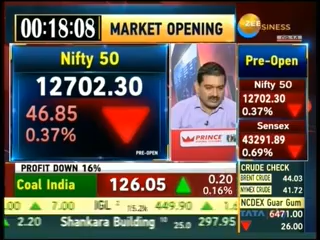 00:18:08
MARKET OPENING
ZEE BUSINESS
Nifty 50
12702.30
46.85
0.37%
PRE-OPEN
PRINCE
Pre-Open
Nifty 50
12702.30
0.37%
Sensex
43291.89
0.69%
PROFIT DOWN 16%
Coal India 126.05 0.20
0.16%
CRUDE CHECK
BRENT CRUDE 44.03
NYMEX CRUDE 41.72
NCDEX Guar Gum
6471.00
26.00
7.00 IGL 449.90
TATA
2.20 Shankara Building 297.95